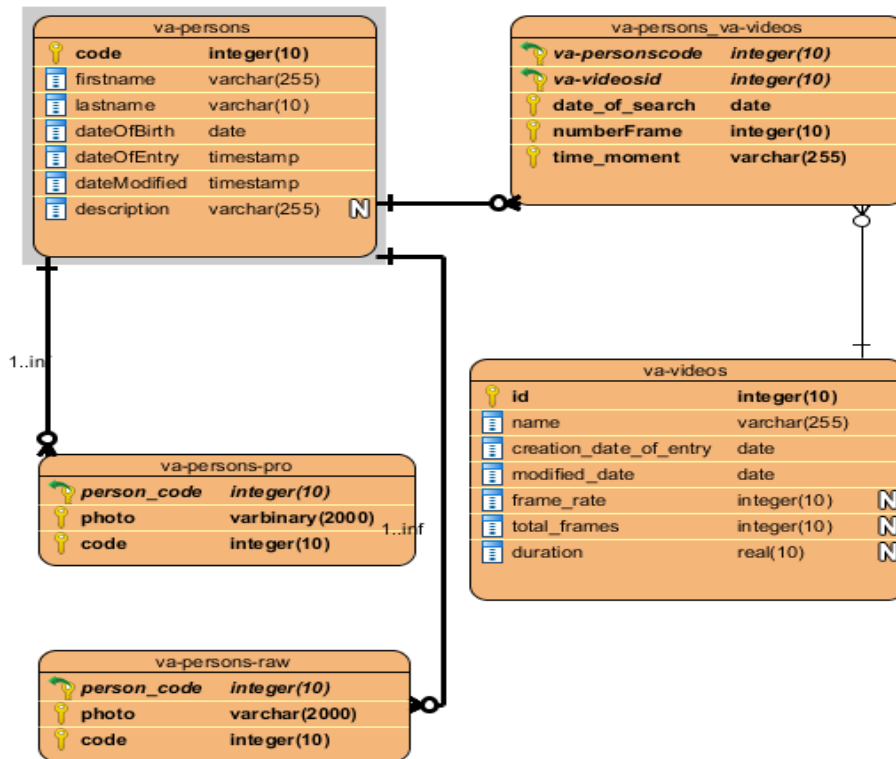 va-persons
code integer(10)
firstname varchar(255)
lastname varchar(10)
dateOfBirth date
dateOfEntry timestamp
dateModified timestamp
description varchar(255) N
va-persons_va-videos
va-personscode integer(10)
va-videosid integer(10)
date_of_search date
numberFrame integer(10)
time_moment varchar(255)
1..inf
va-videos
id integer(10)
name varchar(255)
creation_date_of_entry date
modified_date date
frame_rate integer(10) N
total_frames integer(10) N
duration real(10) N
va-persons-pro
person_code integer(10)
photo varbinary(2000)
code integer(10)
1..inf
va-persons-raw
person_code integer(10)
photo varchar(2000)
code integer(10)